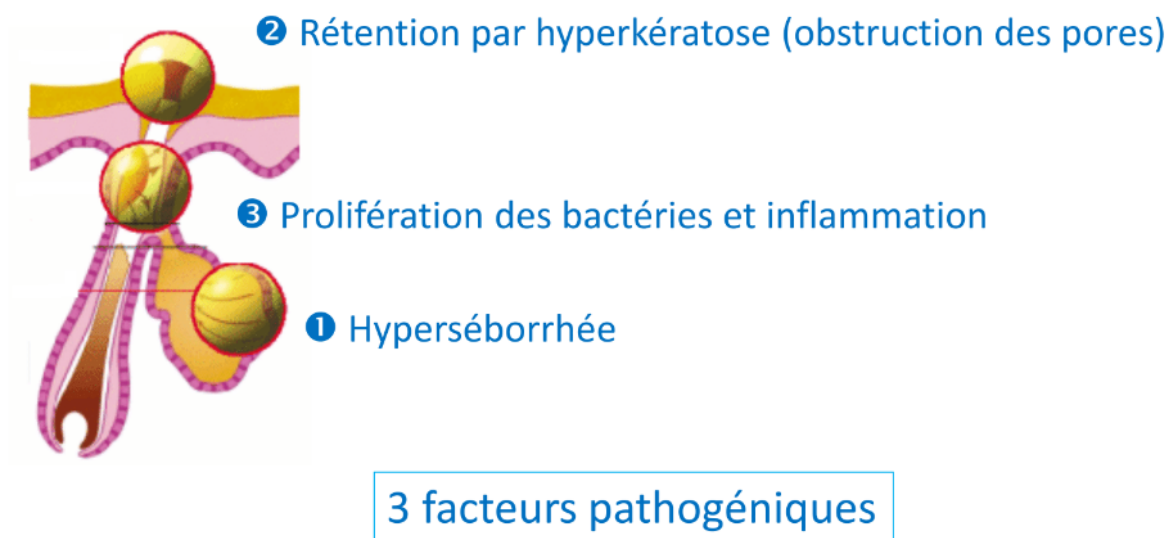 ❷ Rétention par hyperkératose (obstruction des pores)
❸ Prolifération des bactéries et inflammation
❶ Hyperséborrhée
3 facteurs pathogéniques